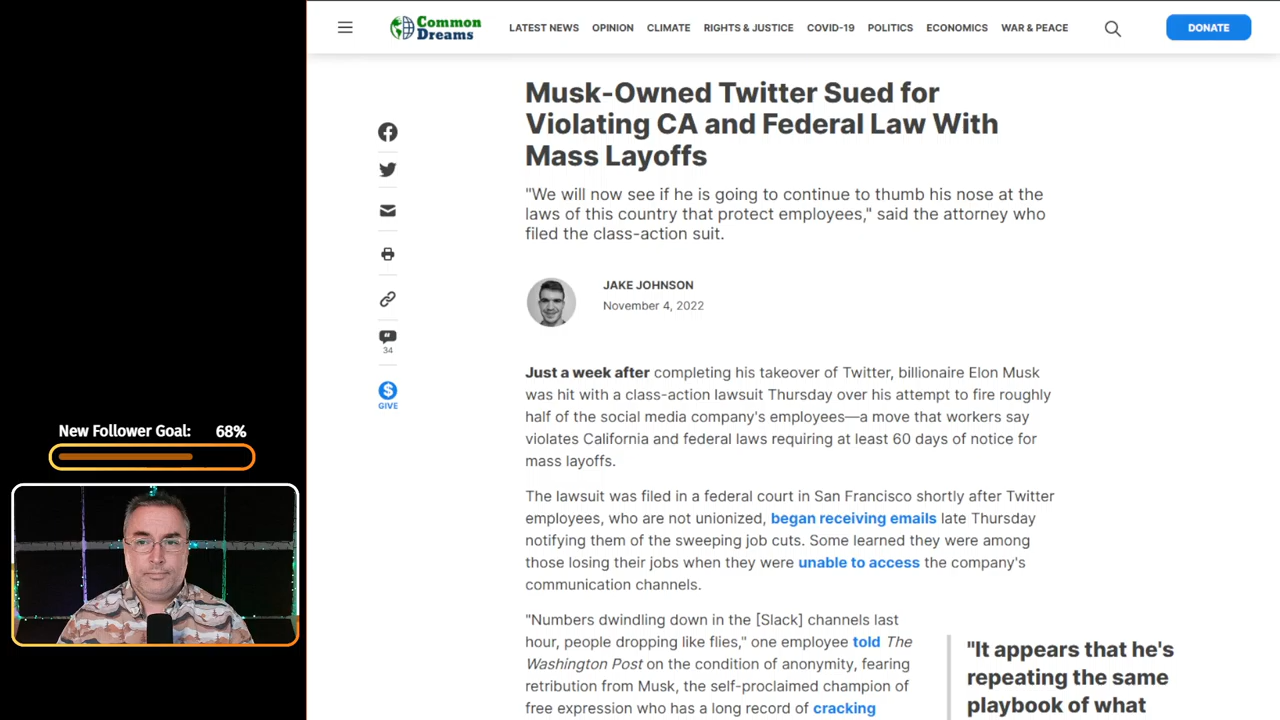 Common
Dreams
LATEST NEWS OPINION CLIMATE RIGHTS & JUSTICE COVID-19 POLITICS ECONOMICS WAR & PEACE
DONATE
Musk-Owned Twitter Sued for
Violating CA and Federal Law With
Mass Layoffs
"We will now see if he is going to continue to thumb his nose at the
laws of this country that protect employees," said the attorney who
filed the class-action suit.
JAKE JOHNSON
November 4, 2022
34
GIVE
Just a week after completing his takeover of Twitter, billionaire Elon Musk
was hit with a class-action lawsuit Thursday over his attempt to fire roughly
half of the social media company's employees—a move that workers say
violates California and federal laws requiring at least 60 days of notice for
mass layoffs.
The lawsuit was filed in a federal court in San Francisco shortly after Twitter
employees, who are not unionized, began receiving emails late Thursday
notifying them of the sweeping job cuts. Some learned they were among
those losing their jobs when they were unable to access the company's
communication channels.
"Numbers dwindling down in the [Slack] channels last
hour, people dropping like flies," one employee told The
Washington Post on the condition of anonymity, fearing
retribution from Musk, the self-proclaimed champion of
free expression who has a long record of cracking
"It appears that he's
repeating the same
playbook of what
New Follower Goal: 68%